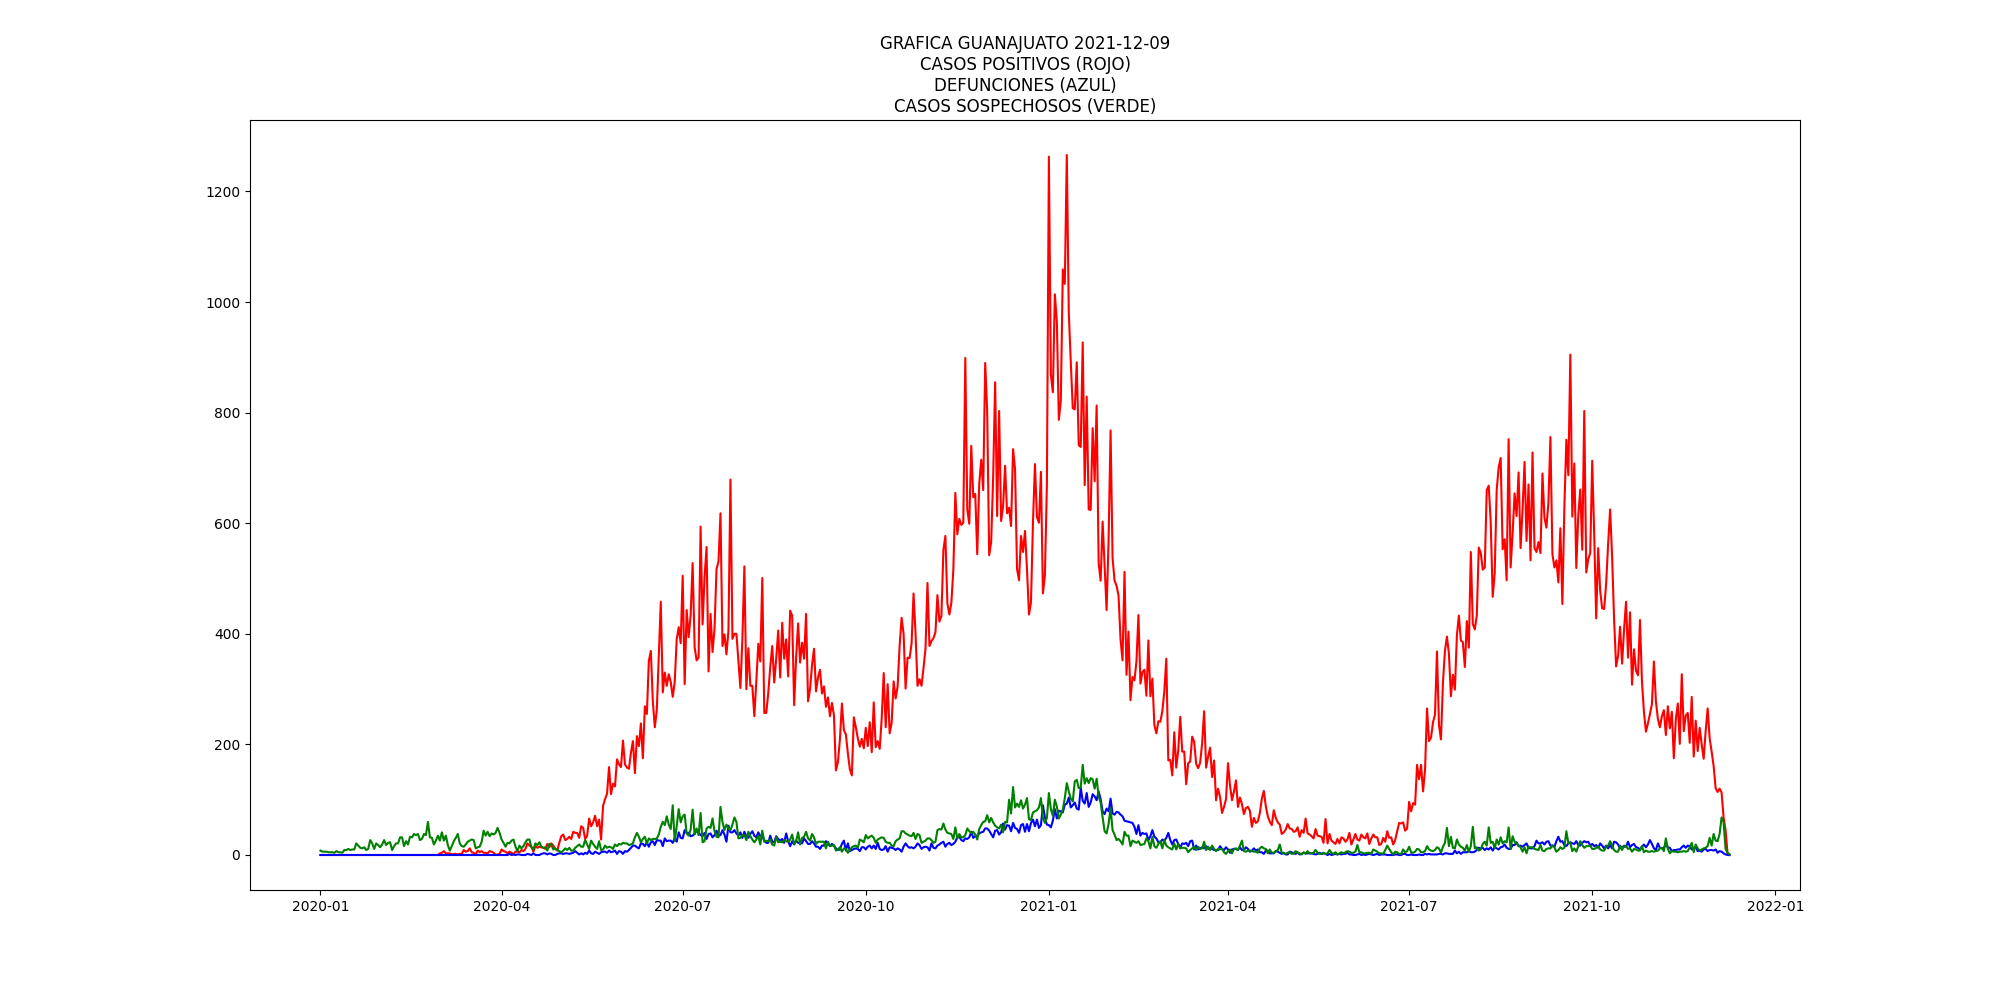 GRAFICA GUANAJUATO 2021-12-09
CASOS POSITIVOS (ROJO)
DEFUNCIONES (AZUL)
CASOS SOSPECHOSOS (VERDE)
1200
1000
800
600
400
200
0
2020-01 2020-04 2020-07 2020-10 2021-01 2021-04 2021-07 2021-10 2022-01